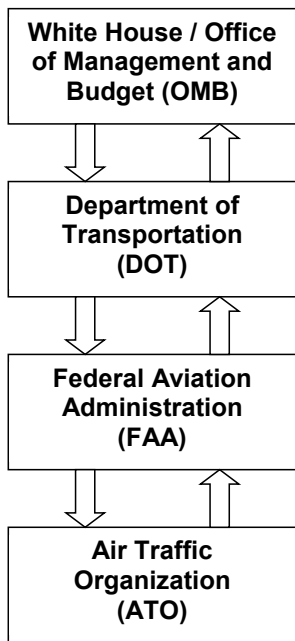 White House / Office
of Management and
Budget (OMB)
Department of
Transportation
(DOT)
Federal Aviation
Administration
(FAA)
Air Traffic
Organization
(ATO)